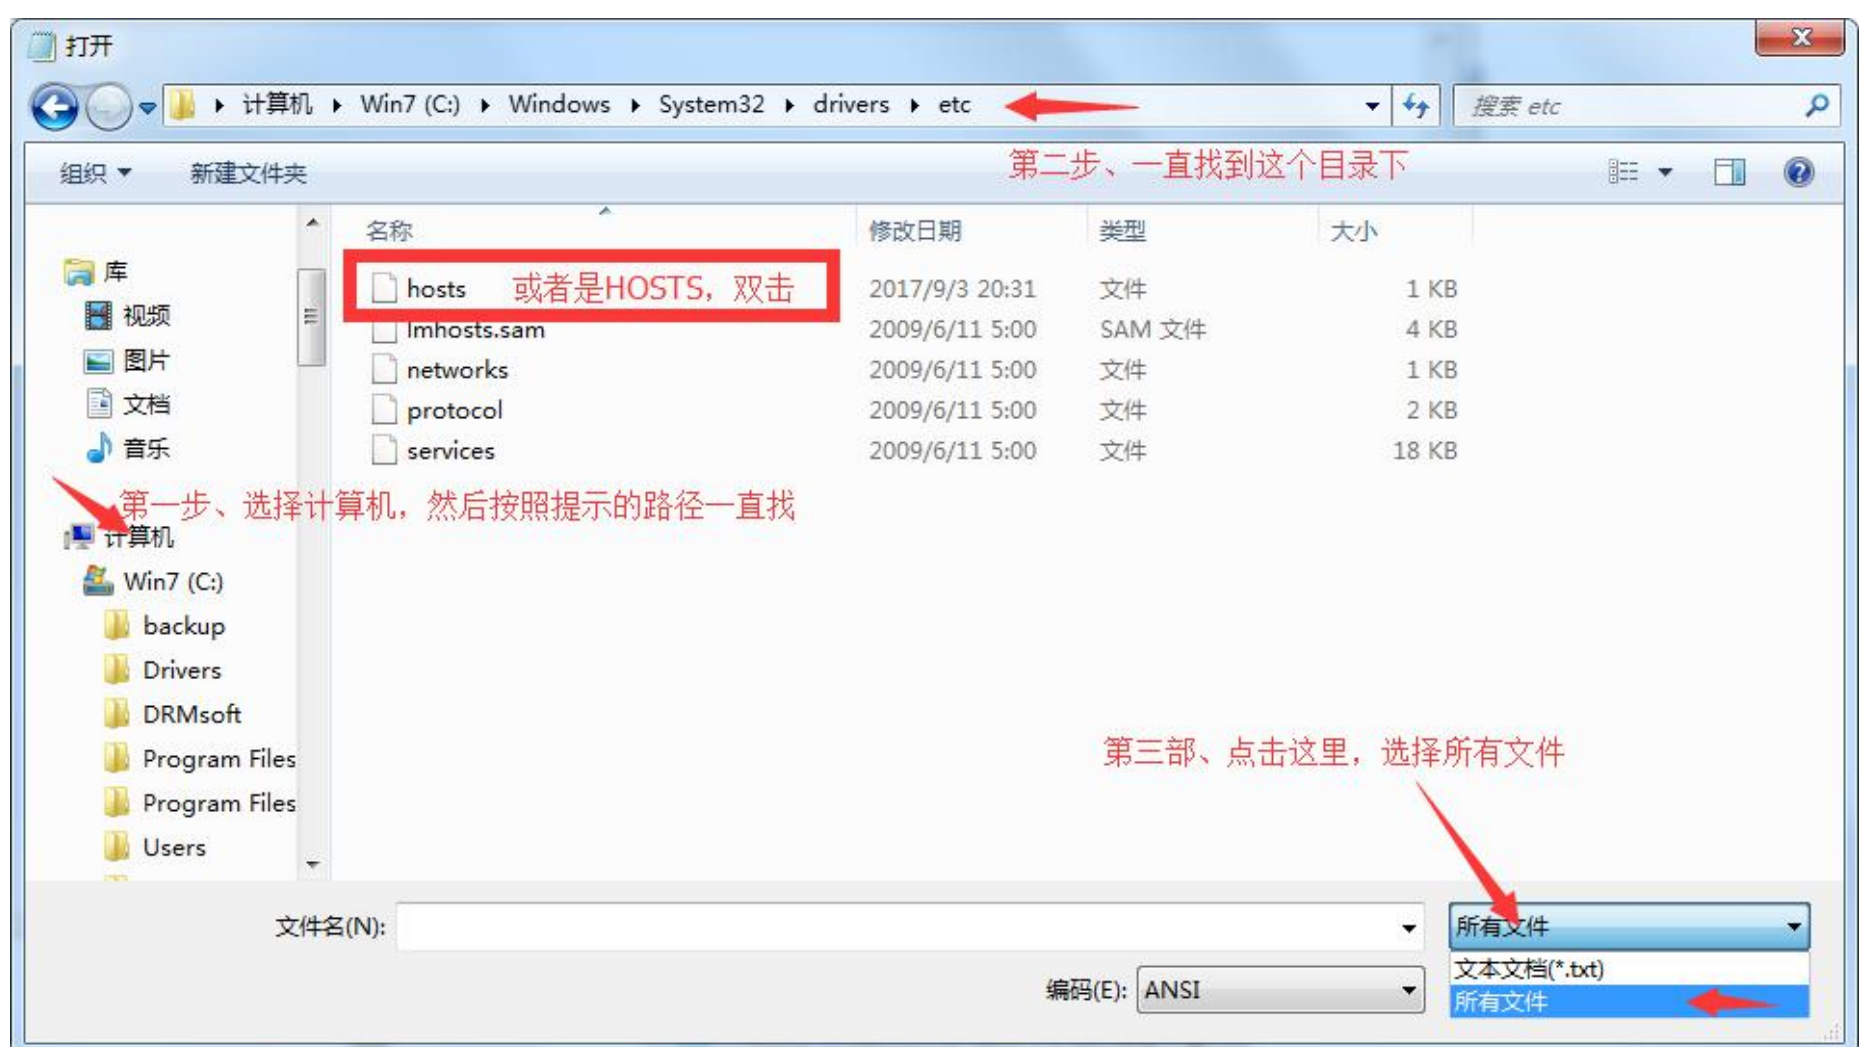 打开
计算机 Win7 (C:) Windows System32 drivers etc
搜索 etc
组织 新建文件夹
第二步、一直找到这个目录下
名称 修改日期 类型 大小
库
视频
图片
文档
音乐
hosts 或者是HOSTS，双击 2017/9/3 20:31 文件 1 KB
lmhosts.sam 2009/6/11 5:00 SAM 文件 4 KB
networks 2009/6/11 5:00 文件 1 KB
protocol 2009/6/11 5:00 文件 2 KB
services 2009/6/11 5:00 文件 18 KB
第一步、选择计算机，然后按照提示的路径一直找
计算机
Win7 (C:)
backup
Drivers
DRMsoft
Program Files
Program Files
Users
第三部、点击这里，选择所有文件
文件名(N):
所有文件
文本文档(*.txt)
所有文件
编码(E): ANSI